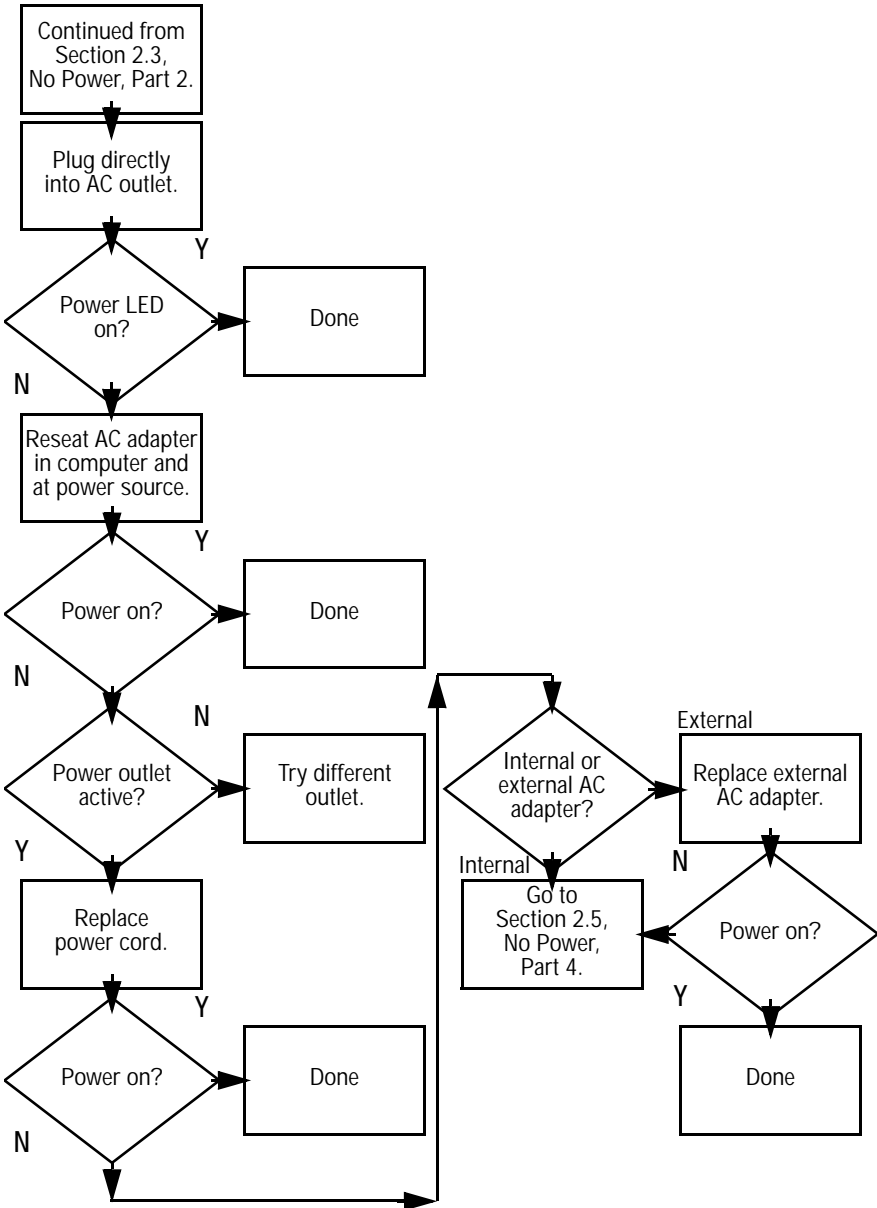 Continued from
Section 2.3,
No Power, Part 2.
Plug directly
into AC outlet.
Y
Power LED
on?
Done
N
Reseat AC adapter
in computer and
at power source.
Y
Power on?
Done
N
N
Power outlet
active?
Try different
outlet.
Y
Replace
power cord.
Y
Power on?
Done
N
Internal or
external AC
adapter?
External
Replace external
AC adapter.
Internal
Go to
Section 2.5,
No Power,
Part 4.
N
Power on?
Y
Done